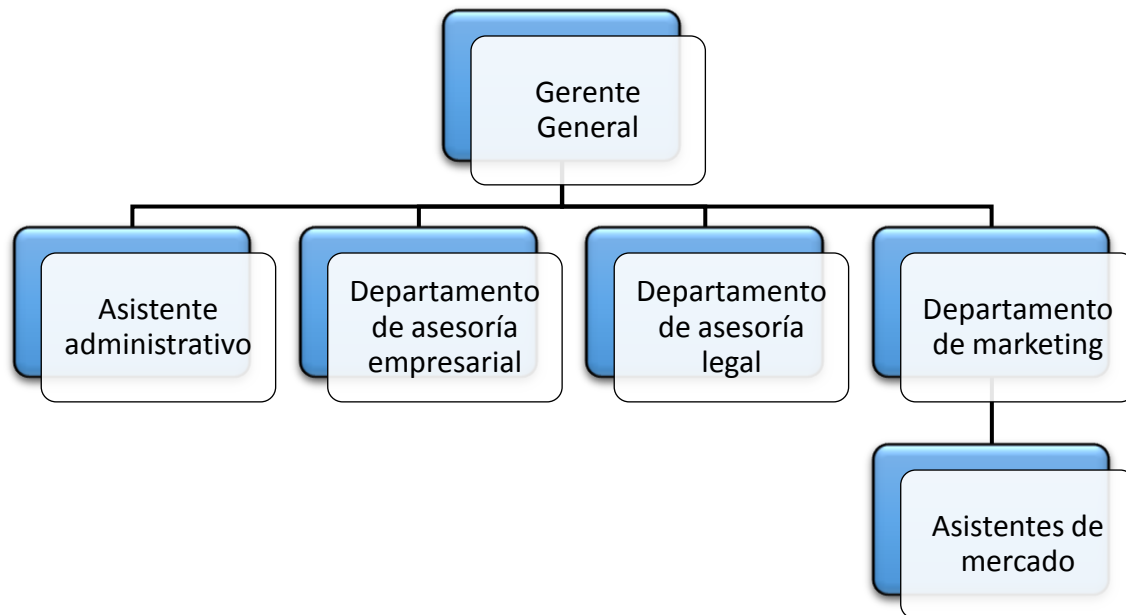 Gerente
General
Asistente
administrativo
Departamento
de asesoría
empresarial
Departamento
de asesoría
legal
Departamento
de marketing
Asistentes de
mercado